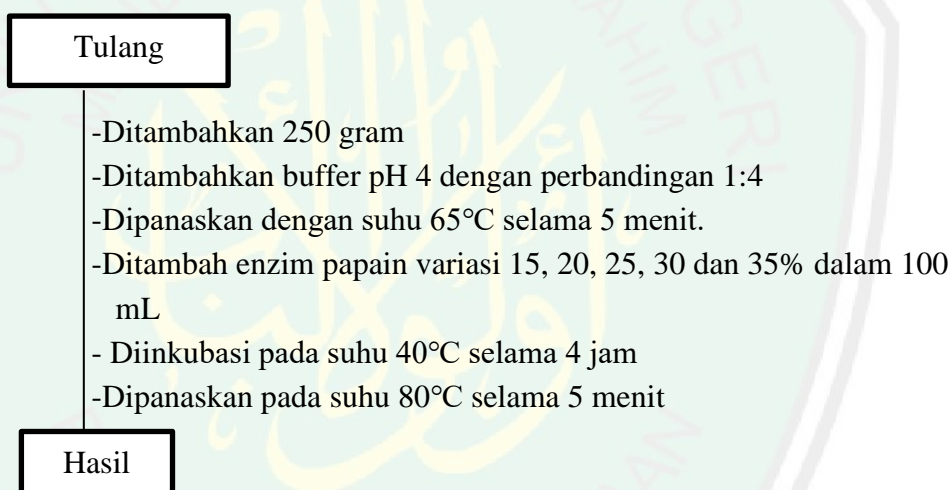 Tulang
-Ditambahkan 250 gram
-Ditambahkan buffer pH 4 dengan perbandingan 1:4
-Dipanaskan dengan suhu 65°C selama 5 menit.
-Ditambah enzim papain variasi 15, 20, 25, 30 dan 35% dalam 100
mL
- Diinkubasi pada suhu 40°C selama 4 jam
-Dipanaskan pada suhu 80°C selama 5 menit
Hasil